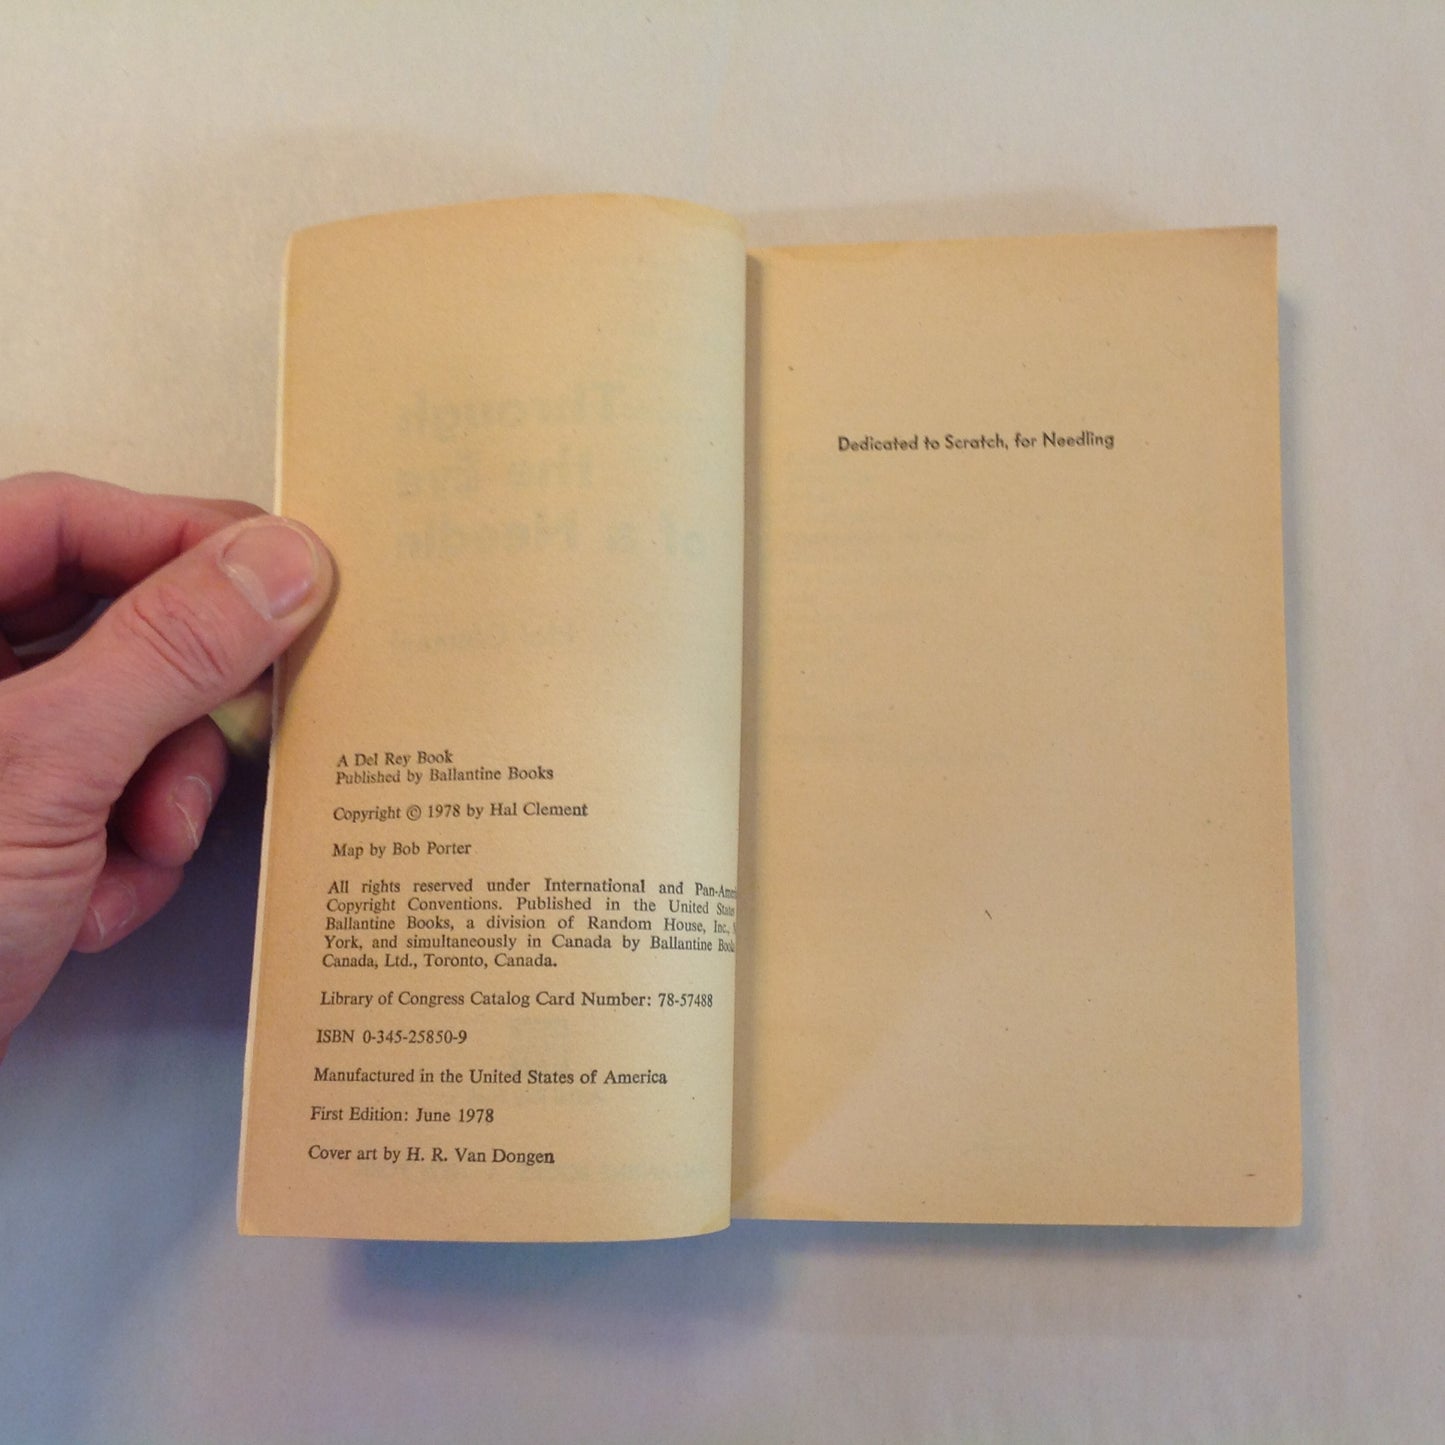 A Del Rey Book
Published by Ballantine Books
Copyright © 1978 by Hal Clement
Map by Bob Porter
All rights reserved under International and
Copyright Conventions. Published in the United
Ballantine Books, a division of Random House, Inc.,
York, and simultaneously in Canada by Ballantine
Canada, Ltd., Toronto, Canada.
Library of Congress Catalog Card Number: 78-57488
ISBN 0-345-25850-9
Manufactured in the United States of America
First Edition: June 1978
Cover art by H. R. Van Dongen
Dedicated to Scratch, for Needling